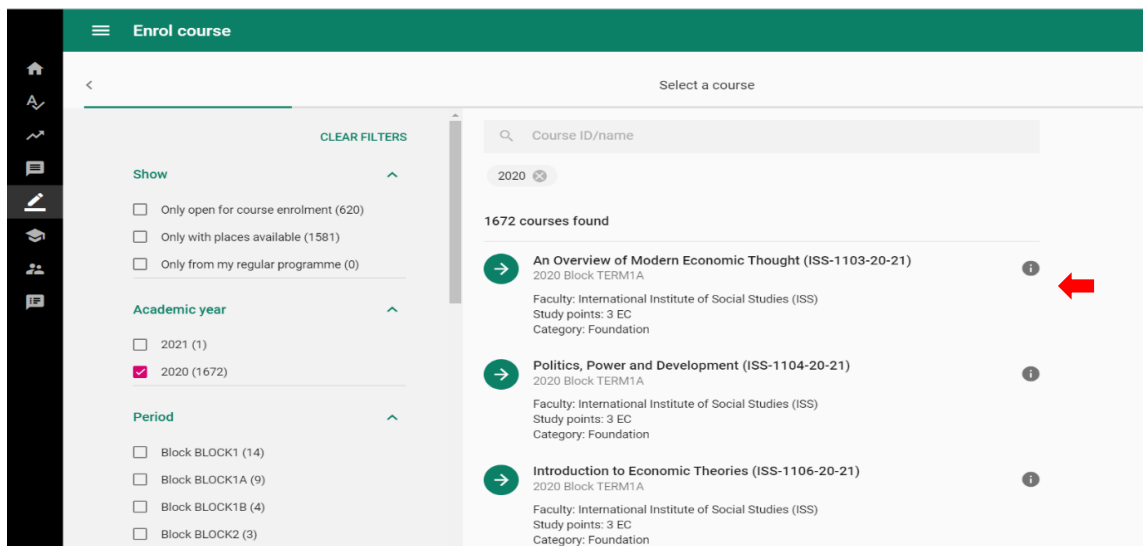 Enrol course
Select a course
CLEAR FILTERS
Show
Only open for course enrolment (620)
Only with places available (1581)
Only from my regular programme (0)
Academic year
2021 (1)
2020 (1672)
Period
Block BLOCK1 (14)
Block BLOCK1A (9)
Block BLOCK1B (4)
Block BLOCK2 (3)
Course ID/name
2020
1672 courses found
An Overview of Modern Economic Thought (ISS-1103-20-21)
2020 Block TERM1A
Faculty: International Institute of Social Studies (ISS)
Study points: 3 EC
Category: Foundation
Politics, Power and Development (ISS-1104-20-21)
2020 Block TERM1A
Faculty: International Institute of Social Studies (ISS)
Study points: 3 EC
Category: Foundation
Introduction to Economic Theories (ISS-1106-20-21)
2020 Block TERM1A
Faculty: International Institute of Social Studies (ISS)
Study points: 3 EC
Category: Foundation